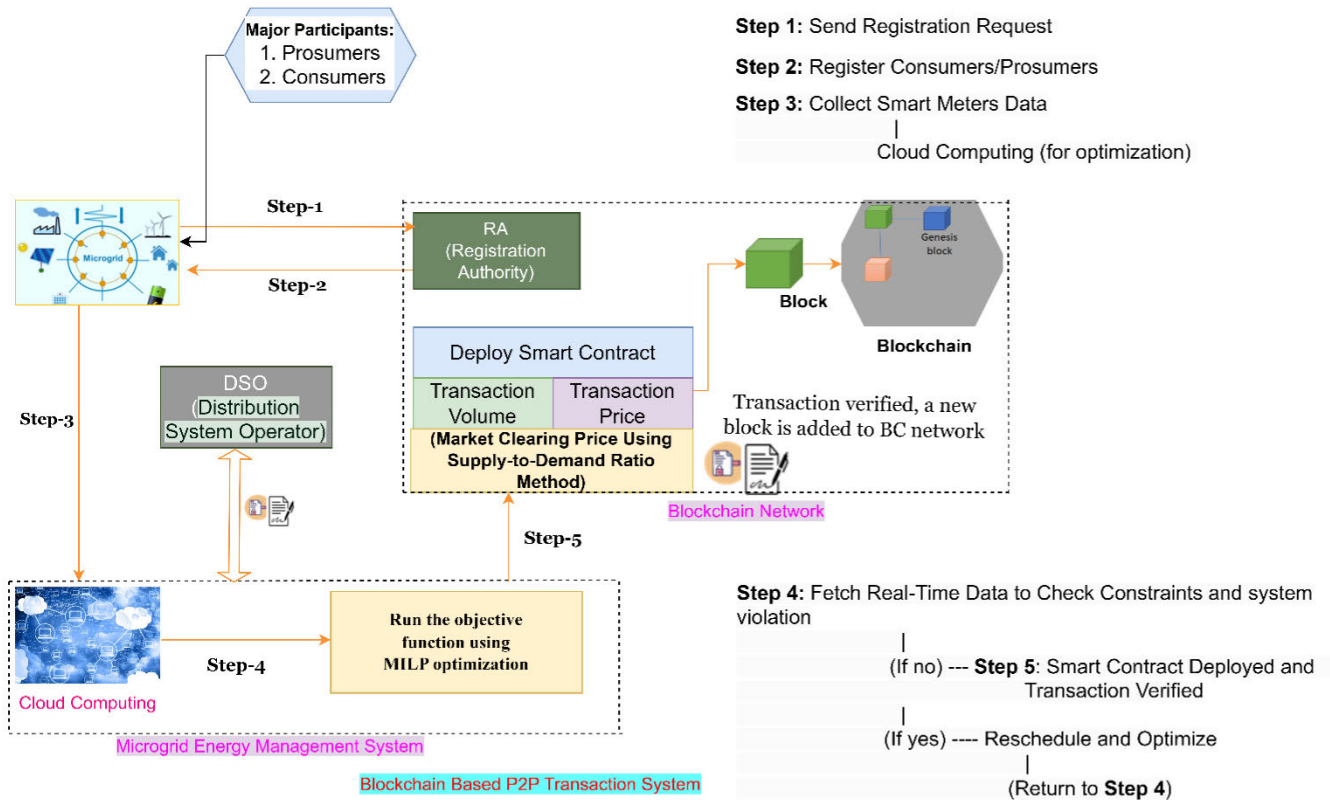 Major Participants:
1. Prosumers
2. Consumers
Step 1: Send Registration Request
Step 2: Register Consumers/Prosumers
Step 3: Collect Smart Meters Data
|
Cloud Computing (for optimization)
Microgrid
Step-1
Step-2
RA
(Registration
Authority)
Genesis
block
Block
Blockchain
Deploy Smart Contract
Transaction
Volume
Transaction
Price
(Market Clearing Price Using
Supply-to-Demand Ratio
Method)
Transaction verified, a new
block is added to BC network
Blockchain Network
Step-3
DSO
(Distribution
System Operator)
Step-5
Step-4
Run the objective
function using
MILP optimization
Cloud Computing
Microgrid Energy Management System
Blockchain Based P2P Transaction System
Step 4: Fetch Real-Time Data to Check Constraints and system
violation
|
(If no) --- Step 5: Smart Contract Deployed and
Transaction Verified
|
(If yes) ---- Reschedule and Optimize
|
(Return to Step 4)